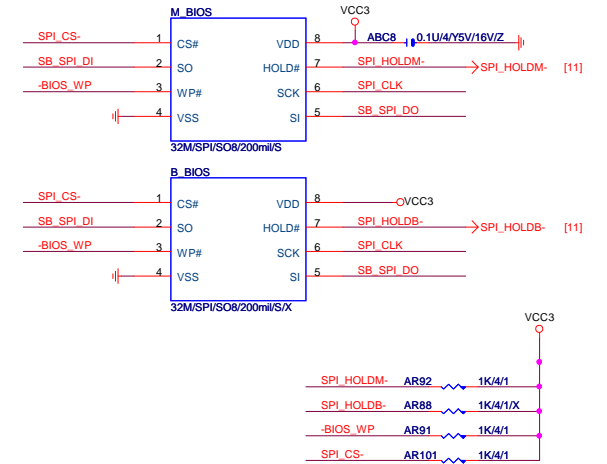 M_BIOS
VCC3
SPI_CS- 1 CS# VDD 8 ABC8 0.1U/4/Y5V/16V/Z
SB_SPI_DI 2 SO HOLD# 7 SPI_HOLDM- SPI_HOLDM- [11]
-BIOS_WP 3 WP# SCK 6 SPI_CLK
4 VSS SI 5 SB_SPI_DO
32M/SPI/SO8/200mil/S
B_BIOS
SPI_CS- 1 CS# VDD 8 VCC3
SB_SPI_DI 2 SO HOLD# 7 SPI_HOLDB- SPI_HOLDB- [11]
-BIOS_WP 3 WP# SCK 6 SPI_CLK
4 VSS SI 5 SB_SPI_DO
32M/SPI/SO8/200mil/S/X
VCC3
SPI_HOLDM- AR92 1K/4/1
SPI_HOLDB- AR88 1K/4/1/X
-BIOS_WP AR91 1K/4/1
SPI_CS- AR101 1K/4/1